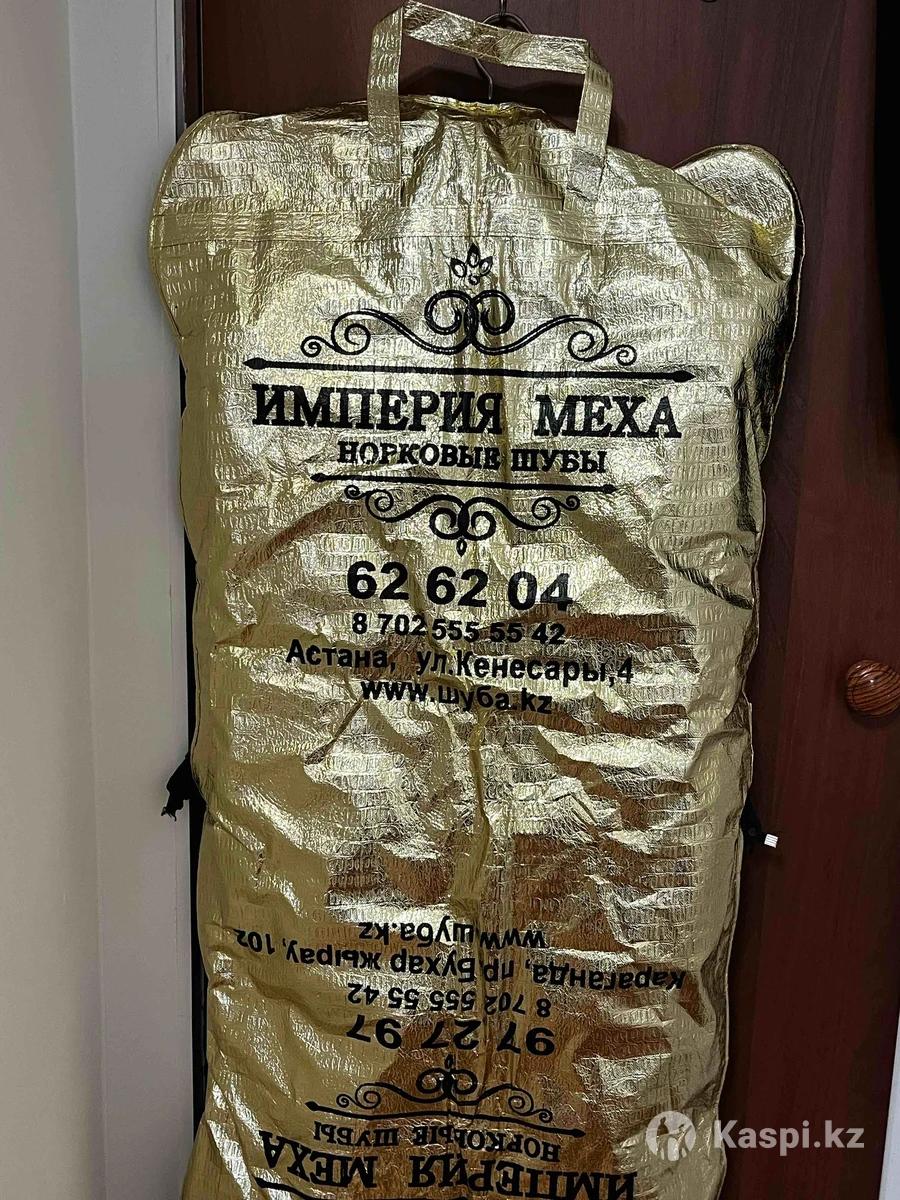 ИМПЕРИЯ МЕХА
НОРКОВЫЕ ШУБЫ
62 62 04
8 702 555 55 42
Астана, ул.Кенесары,4
www.шуба.kz
www.шуба.kz
Караганда, пр.Бухар жырау, 102
8 702 555 55 42
97 27 97
НОРКОВЫЕ ШУБЫ
ИМПЕРИЯ МЕХА
Kaspi.kz